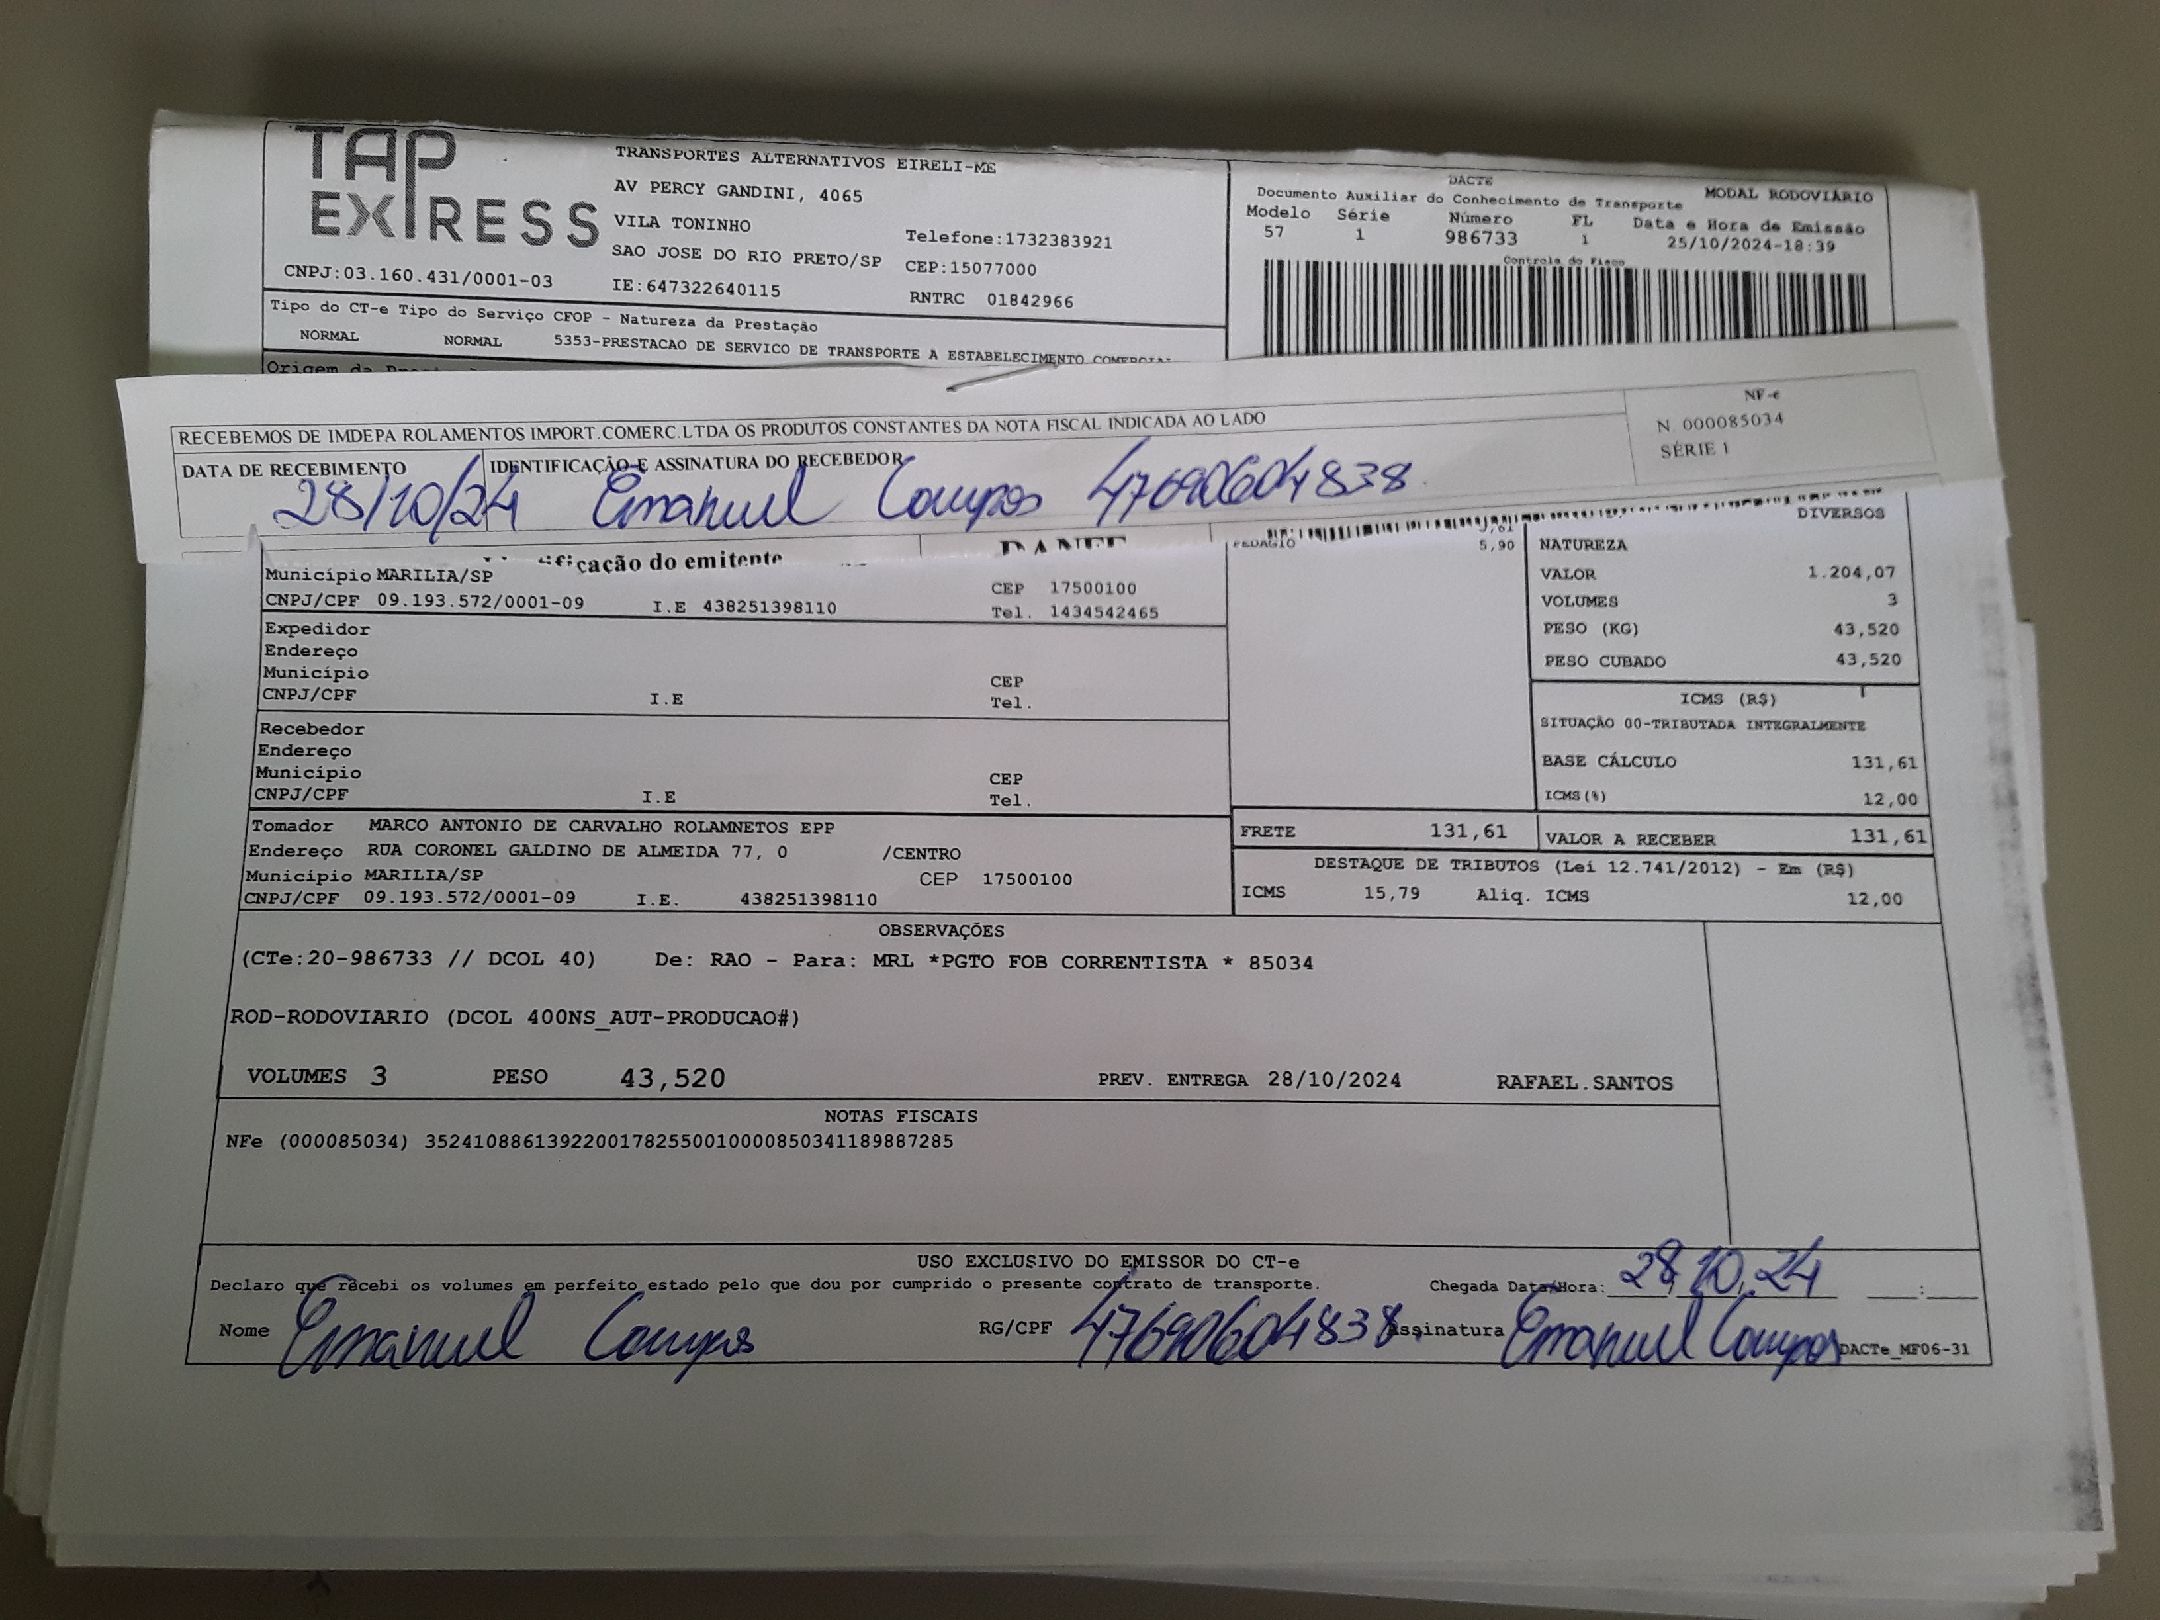 TAP EXPRESS
TRANSPORTES ALTERNATIVOS EIRELI-ME
AV PERCY GANDINI, 4065
VILA TONINHO
Telefone:1732383921
SAO JOSE DO RIO PRETO/SP CEP:15077000
CNPJ:03.160.431/0001-03 IE:647322640115 RNTRC 01842966
DACTE MODAL RODOVIÁRIO
Documento Auxiliar do Conhecimento de Transporte
Modelo Série Número FL Data e Hora de Emissão
57 1 986733 1 25/10/2024-18:39
Controle do Fisco
Tipo do CT-e Tipo do Serviço CFOP - Natureza da Prestação
NORMAL NORMAL 5353-PRESTACAO DE SERVICO DE TRANSPORTE A ESTABELECIMENTO
Origem da
RECEBEMOS DE IMDEPA ROLAMENTOS IMPORT.COMERC.LTDA OS PRODUTOS CONSTANTES DA NOTA FISCAL INDICADA AO LADO
NF-e
N. 000085034
SÉRIE 1
DATA DE RECEBIMENTO IDENTIFICAÇÃO E ASSINATURA DO RECEBEDOR
28/10/24 Emanuel Campos 47690604838
ficação do emitente DANFE
Município MARILIA/SP CEP 17500100
CNPJ/CPF 09.193.572/0001-09 I.E 438251398110 Tel. 1434542465
PEDAGIO 5,90
DIVERSOS
NATUREZA
VALOR 1.204,07
VOLUMES 3
PESO (KG) 43,520
PESO CUBADO 43,520
Expedidor
Endereço
Município CEP
CNPJ/CPF I.E Tel.
ICMS (R$)
SITUAÇÃO 00-TRIBUTADA INTEGRALMENTE
BASE CÁLCULO 131,61
ICMS(%) 12,00
Recebedor
Endereço
Município CEP
CNPJ/CPF I.E Tel.
Tomador MARCO ANTONIO DE CARVALHO ROLAMNETOS EPP
Endereço RUA CORONEL GALDINO DE ALMEIDA 77, 0 /CENTRO
Municipio MARILIA/SP CEP 17500100
CNPJ/CPF 09.193.572/0001-09 I.E. 438251398110
FRETE 131,61 VALOR A RECEBER 131,61
DESTAQUE DE TRIBUTOS (Lei 12.741/2012) - Em (R$)
ICMS 15,79 Aliq. ICMS 12,00
OBSERVAÇÕES
(CTe:20-986733 // DCOL 40) De: RAO - Para: MRL *PGTO FOB CORRENTISTA * 85034
ROD-RODOVIARIO (DCOL 400NS_AUT-PRODUCAO#)
VOLUMES 3 PESO 43,520 PREV. ENTREGA 28/10/2024 RAFAEL.SANTOS
NOTAS FISCAIS
NFe (000085034) 35241088613922001782550010000850341189887285
USO EXCLUSIVO DO EMISSOR DO CT-e
Declaro que recebi os volumes em perfeito estado pelo que dou por cumprido o presente contrato de transporte. Chegada Data/Hora: 28/10/24 :
Nome Emanuel Campos RG/CPF 47690604838 Assinatura Emanuel Campos DACTe_MF06-31